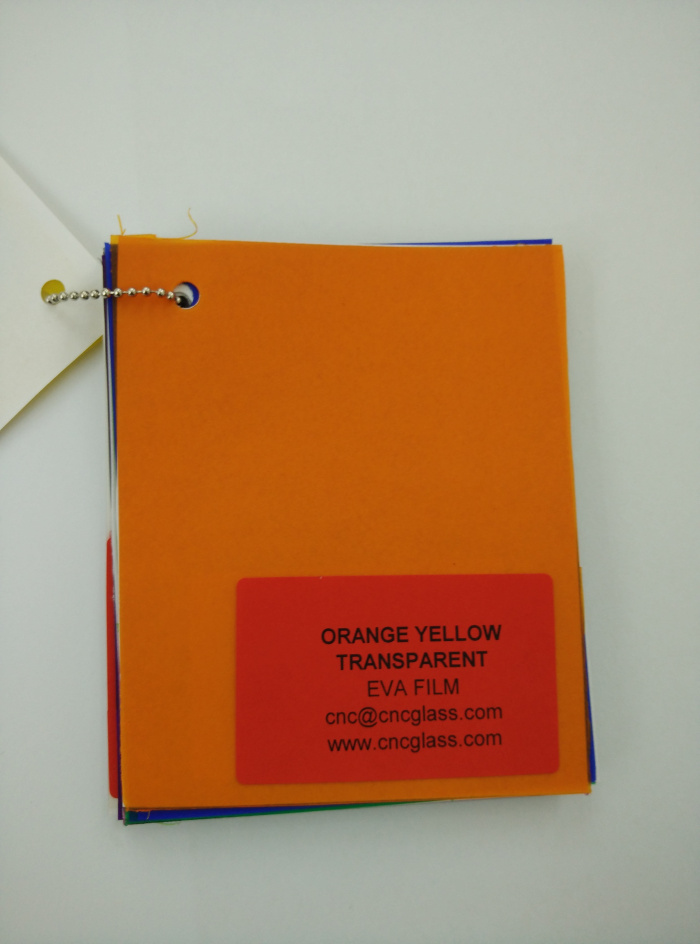 ORANGE YELLOW
TRANSPARENT
EVA FILM
cnc@cncglass.com
www.cncglass.com